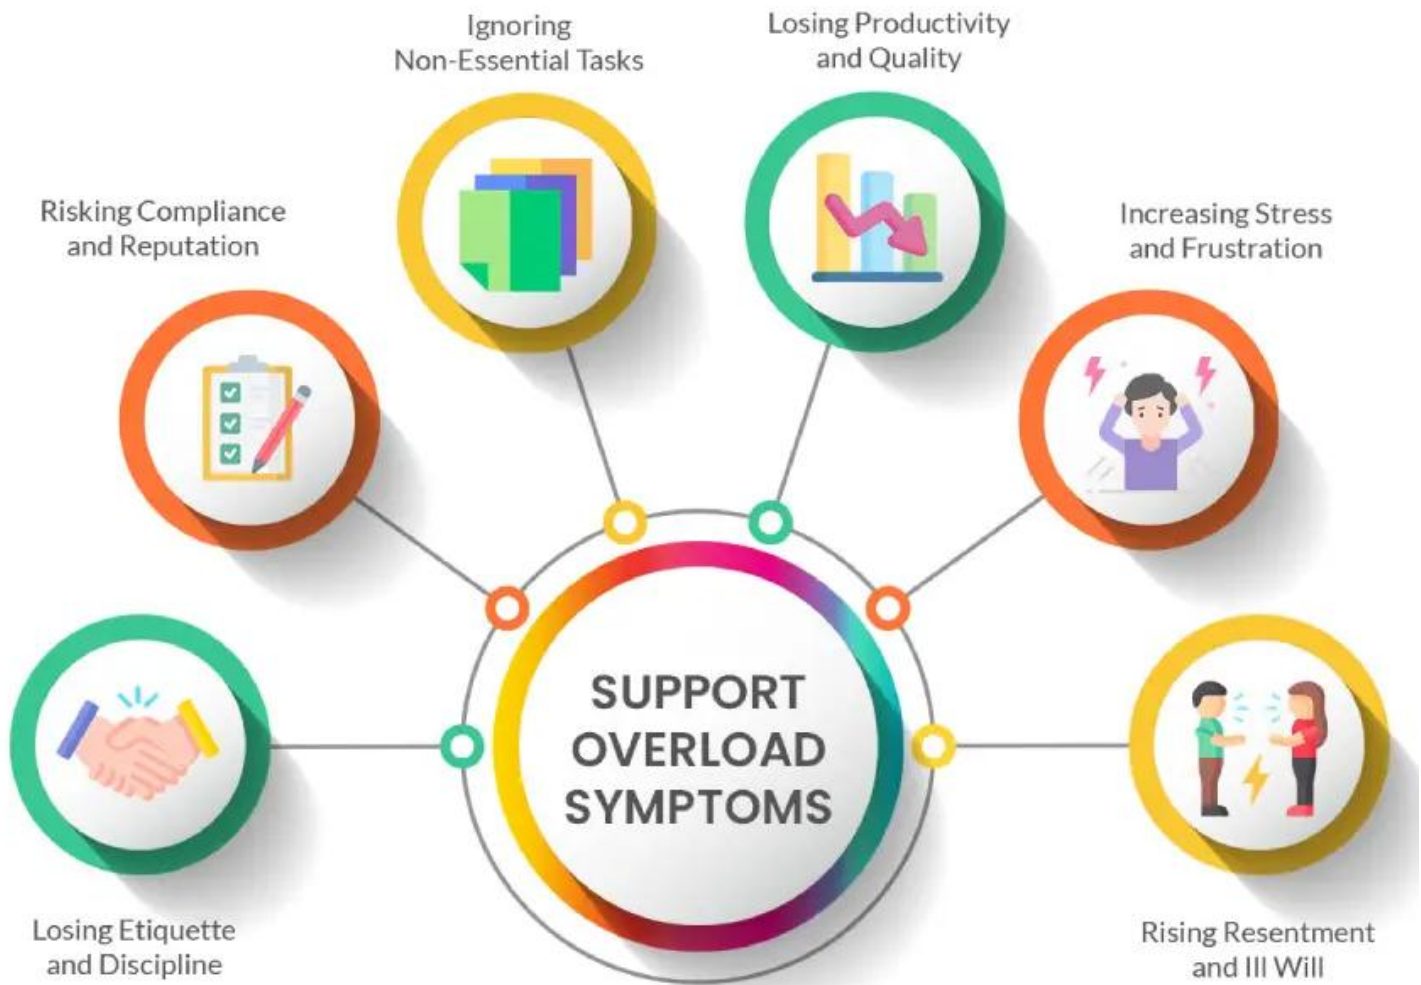 Ignoring
Non-Essential Tasks
Losing Productivity
and Quality
Risking Compliance
and Reputation
Increasing Stress
and Frustration
SUPPORT
OVERLOAD
SYMPTOMS
Losing Etiquette
and Discipline
Rising Resentment
and Ill Will